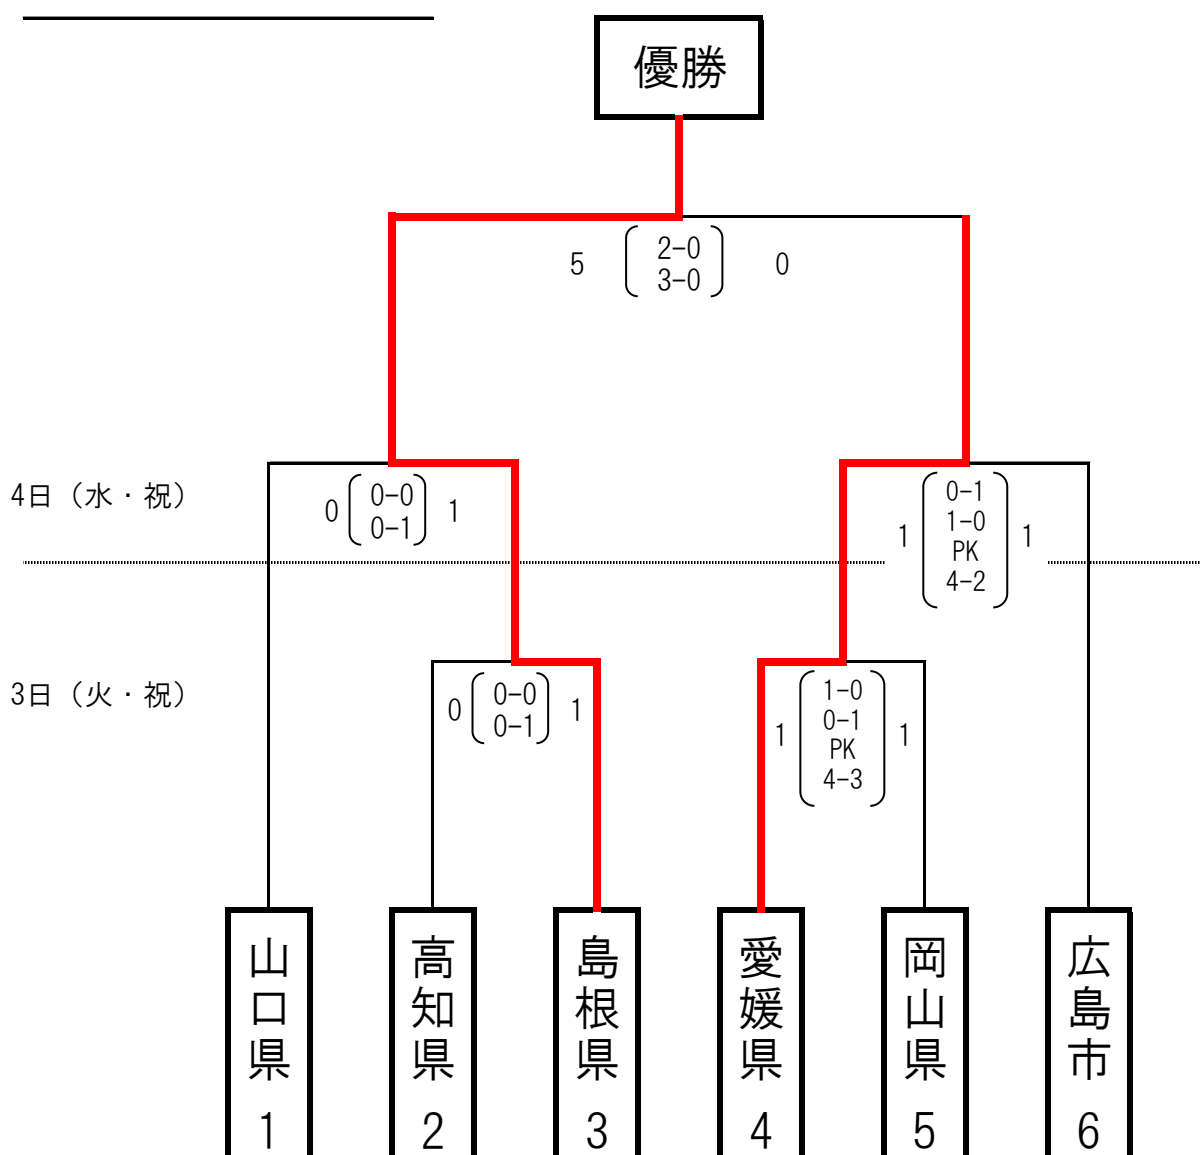 優勝
5 2-0 0
3-0
4日（水・祝）
0 0-0 1
0-1
1 0-1 1
1-0
PK
4-2
3日（火・祝）
0 0-0 1
0-1
1 1-0 1
0-1
PK
4-3
山口県 1
高知県 2
島根県 3
愛媛県 4
岡山県 5
広島市 6